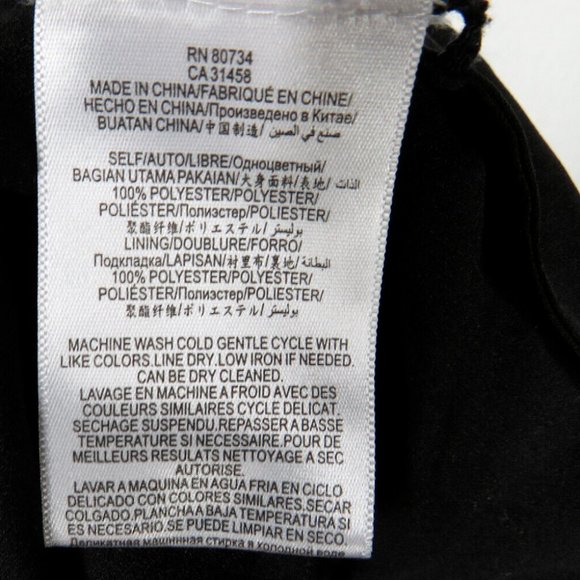 RN 80734
CA 31458
MADE IN CHINA/FABRIQUÉ EN CHINE/
HECHO EN CHINA/Произведено в Китае/
BUATAN CHINA/中国制造/صنع في الصين
SELF/AUTO/LIBRE/Одноцветный/
BAGIAN UTAMA PAKAIAN/大身面料/表地/الذات
100% POLYESTER/POLYESTER/
POLIÉSTER/Полиэстер/POLIESTER/
聚酯纤维/ポリエステル/بوليستر
LINING/DOUBLURE/FORRO/
Подкладка/LAPISAN/衬里布/裏地/البطانة
100% POLYESTER/POLYESTER/
POLIÉSTER/Полиэстер/POLIESTER/
聚酯纤维/ポリエステル/بوليستر
MACHINE WASH COLD GENTLE CYCLE WITH
LIKE COLORS.LINE DRY.LOW IRON IF NEEDED.
CAN BE DRY CLEANED.
LAVAGE EN MACHINE A FROID AVEC DES
COULEURS SIMILAIRES CYCLE DELICAT.
SECHAGE SUSPENDU.REPASSER A BASSE
TEMPERATURE SI NECESSAIRE.POUR DE
MEILLEURS RESULATS NETTOYAGE A SEC
AUTORISE.
LAVAR A MAQUINA EN AGUA FRIA EN CICLO
DELICADO CON COLORES SIMILARES.SECAR
COLGADO.PLANCHA A BAJA TEMPERATURA SI
ES NECESARIO.SE PUEDE LIMPIAR EN SECO.
Деликатная машинная стирка в холодной воде